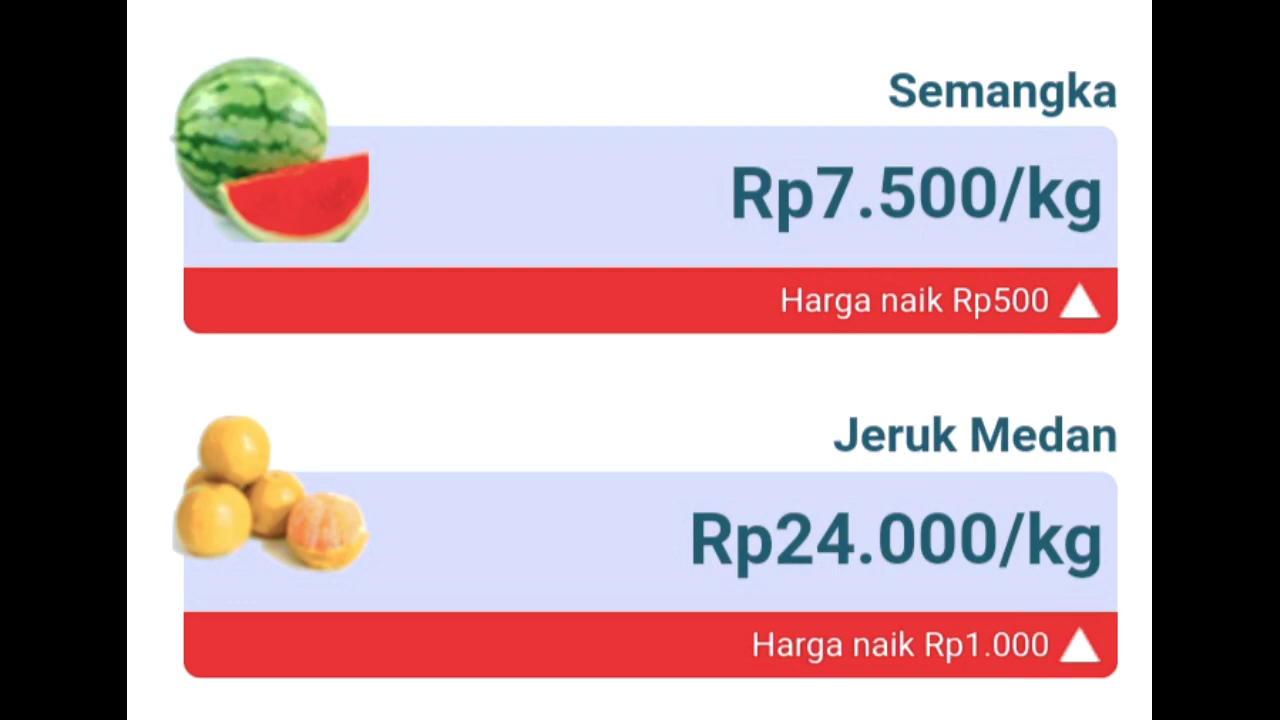 Semangka
Rp7.500/kg
Harga naik Rp500
Jeruk Medan
Rp24.000/kg
Harga naik Rp1.000